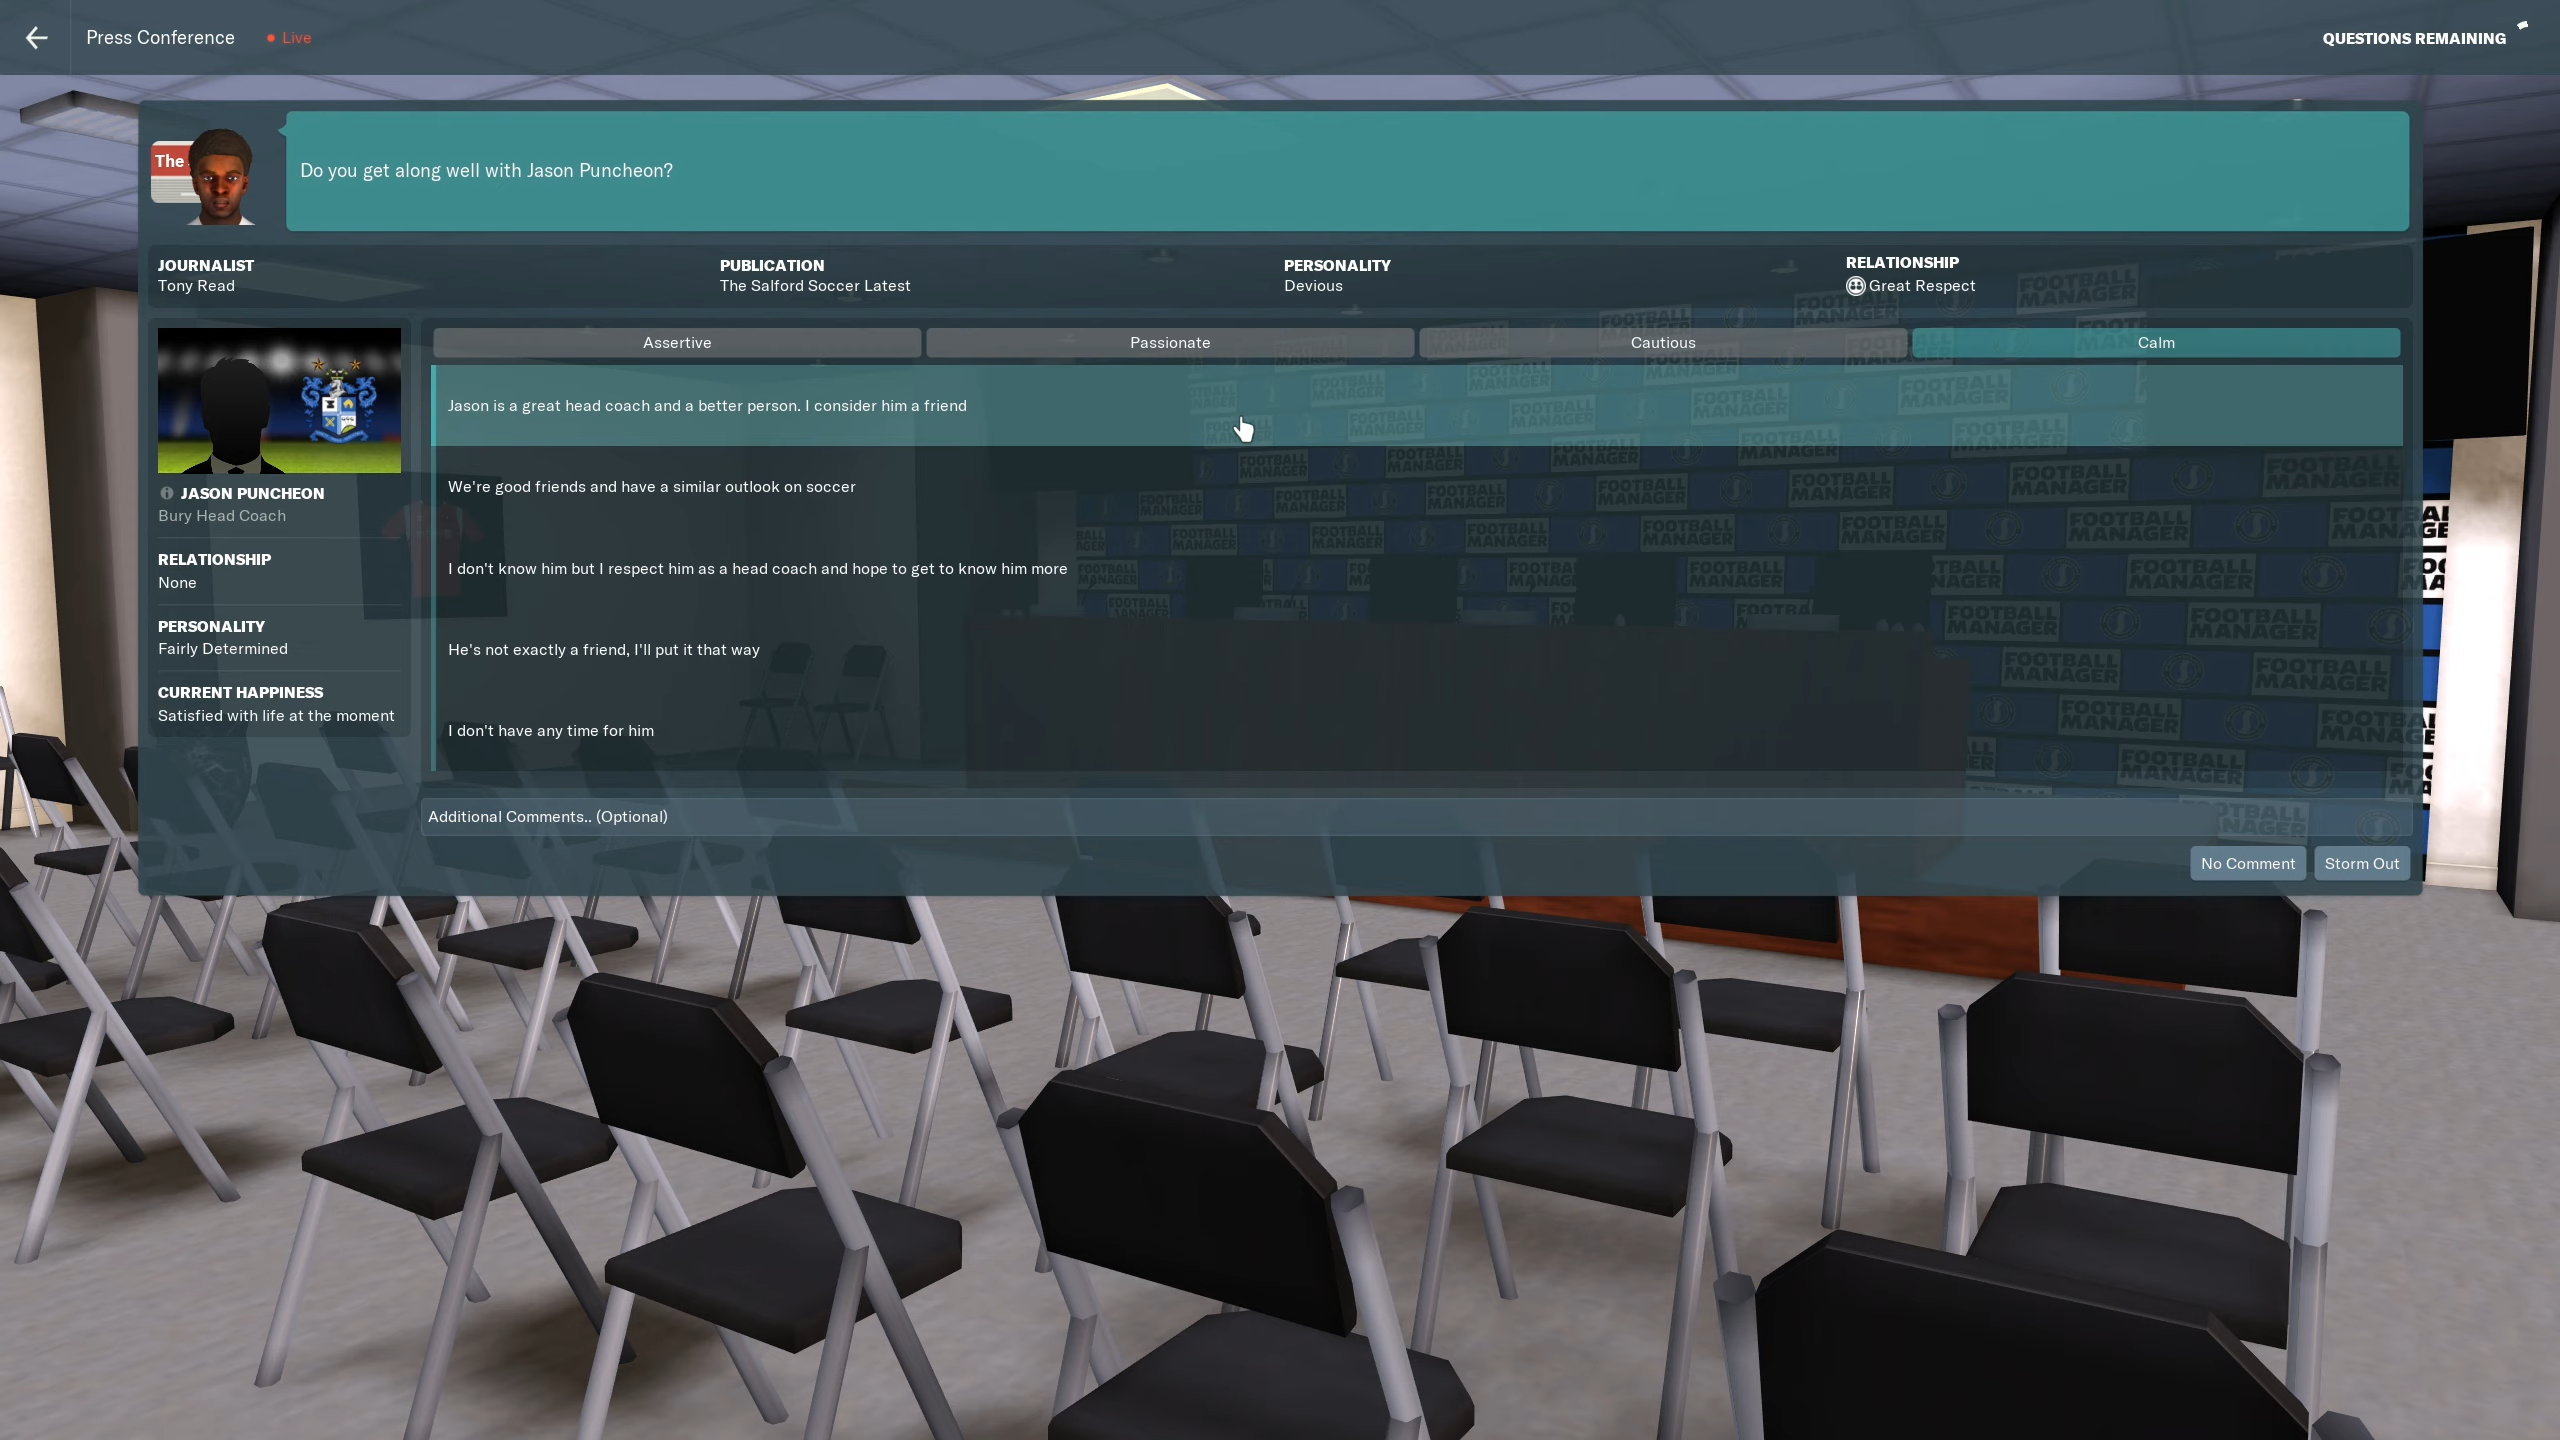 Press Conference
Live
QUESTIONS REMAINING
The
Do you get along well with Jason Puncheon?
JOURNALIST
Tony Read
PUBLICATION
The Salford Soccer Latest
PERSONALITY
Devious
RELATIONSHIP
Great Respect
Assertive
Passionate
Cautious
Calm
Jason is a great head coach and a better person. I consider him a friend
We're good friends and have a similar outlook on soccer
I don't know him but I respect him as a head coach and hope to get to know him more
He's not exactly a friend, I'll put it that way
I don't have any time for him
JASON PUNCHEON
Bury Head Coach
RELATIONSHIP
None
PERSONALITY
Fairly Determined
CURRENT HAPPINESS
Satisfied with life at the moment
Additional Comments.. (Optional)
No Comment
Storm Out
FOOTBALL
MANAGER